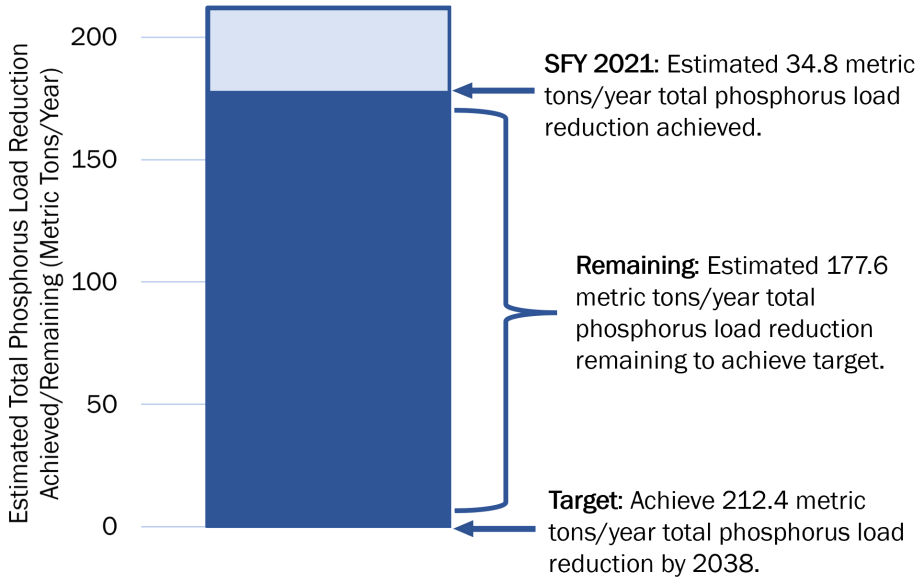 Estimated Total Phosphorus Load Reduction
Achieved/Remaining (Metric Tons/Year)
200
150
100
50
0
SFY 2021: Estimated 34.8 metric
tons/year total phosphorus load
reduction achieved.
Remaining: Estimated 177.6
metric tons/year total
phosphorus load reduction
remaining to achieve target.
Target: Achieve 212.4 metric
tons/year total phosphorus load
reduction by 2038.